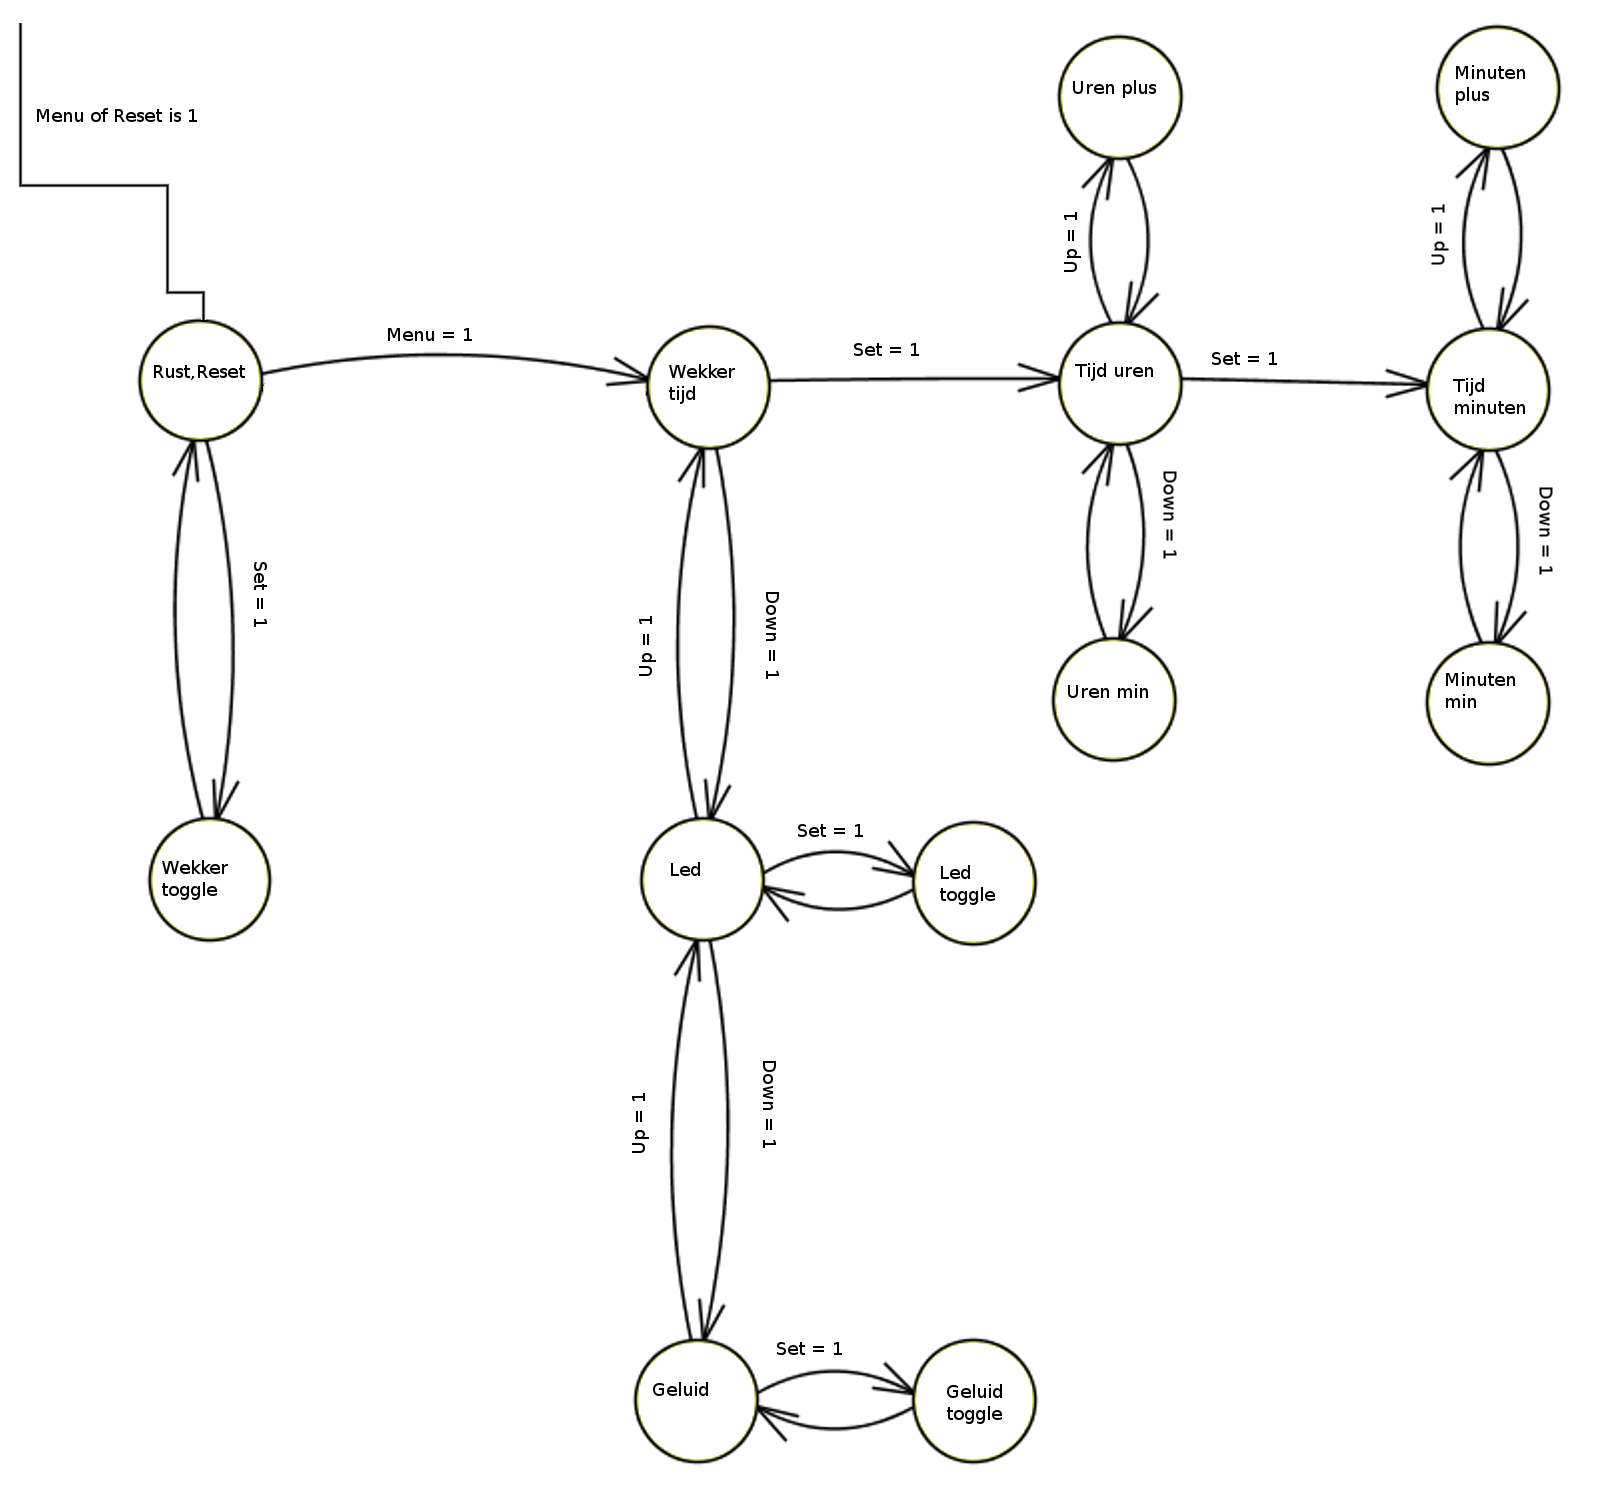 Uren plus
Minuten
plus
Menu of Reset is 1
Up = 1
Up = 1
Menu = 1
Set = 1
Set = 1
Rust,Reset
Wekker
tijd
Tijd uren
Tijd
minuten
Down = 1
Down = 1
Set = 1
Up = 1
Down = 1
Uren min
Minuten
min
Set = 1
Wekker
toggle
Led
Led
toggle
Up = 1
Down = 1
Set = 1
Geluid
Geluid
toggle